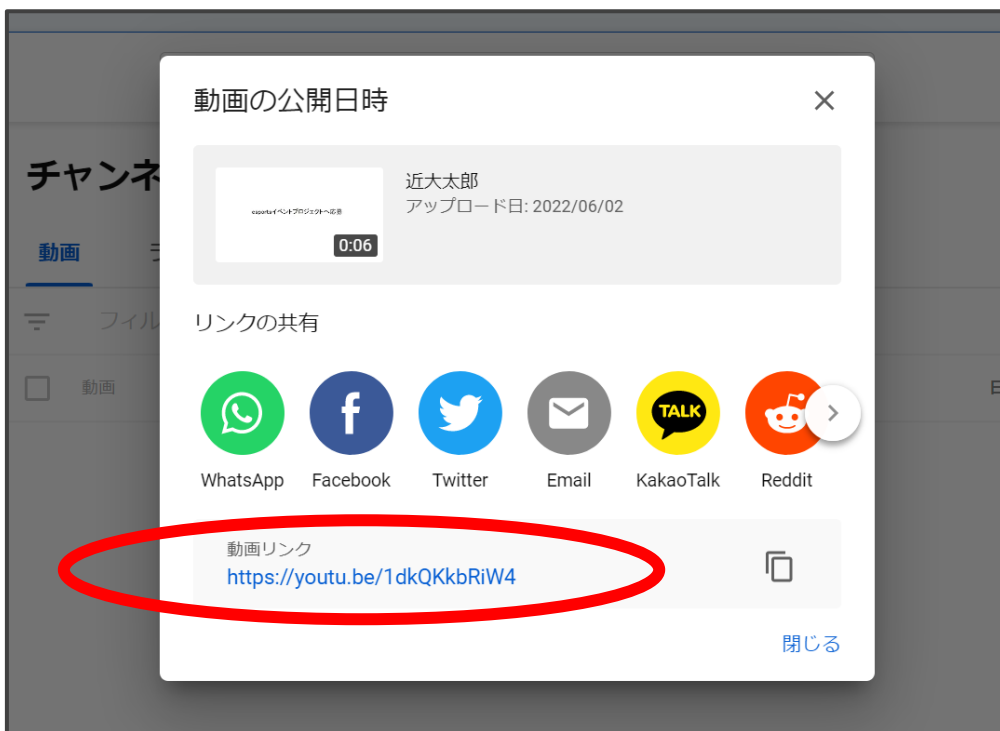 動画の公開日時
チャンネ
近大太郎
アップロード日: 2022/06/02
esportsイベントプロジェクトへ応募
0:06
動画
フィル
リンクの共有
動画
TALK
WhatsApp
Facebook
Twitter
Email
KakaoTalk
Reddit
動画リンク
https://youtu.be/1dkQKkbRiW4
閉じる